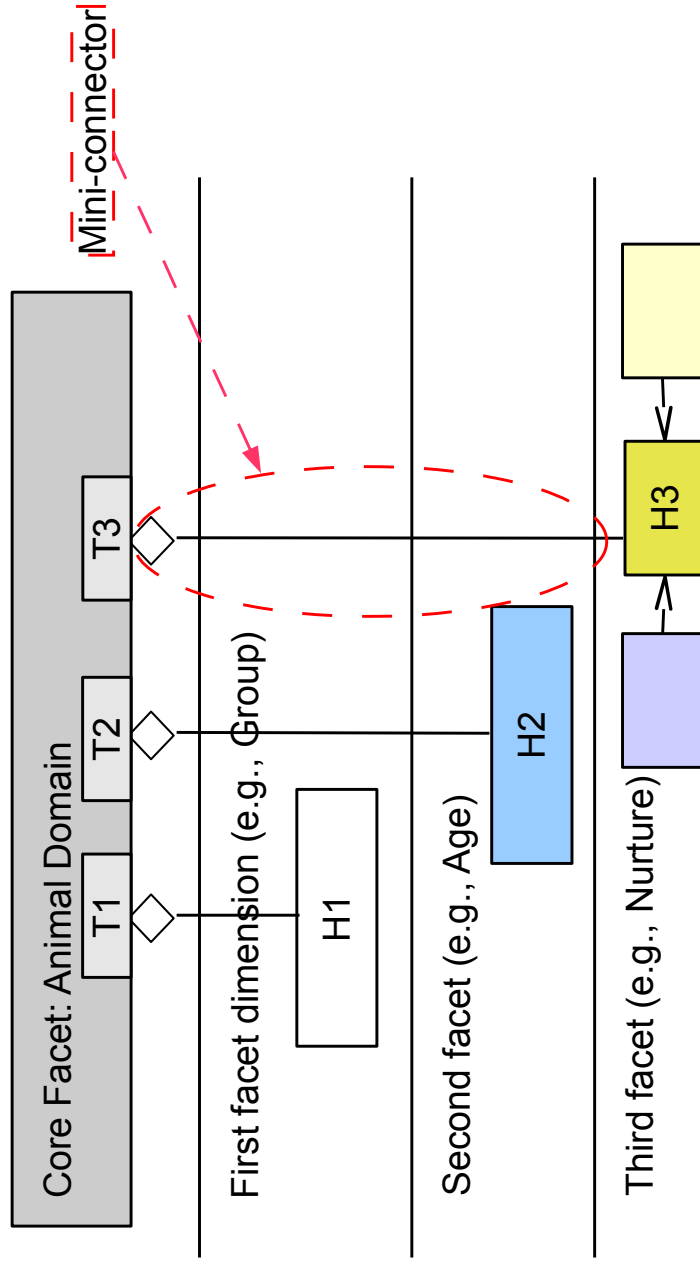 Mini-connector
Core Facet: Animal Domain
T1
T2
T3
First facet dimension (e.g., Group)
H1
Second facet (e.g., Age)
H2
Third facet (e.g., Nurture)
H3